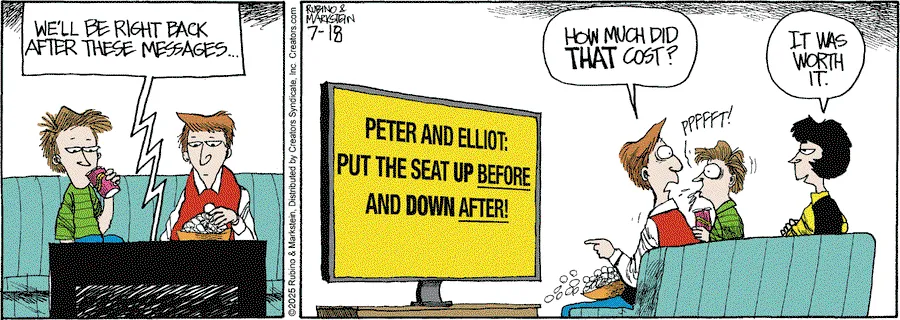 WE'LL BE RIGHT BACK
AFTER THESE MESSAGES...
©2025 Rubino & Markstein, Distributed by Creators Syndicate, Inc. Creators.com
RUBINO &
MARKSTEIN
7-18
PETER AND ELLIOT:
PUT THE SEAT UP BEFORE
AND DOWN AFTER!
HOW MUCH DID
THAT COST?
PPPFFFT!
IT WAS
WORTH
IT.